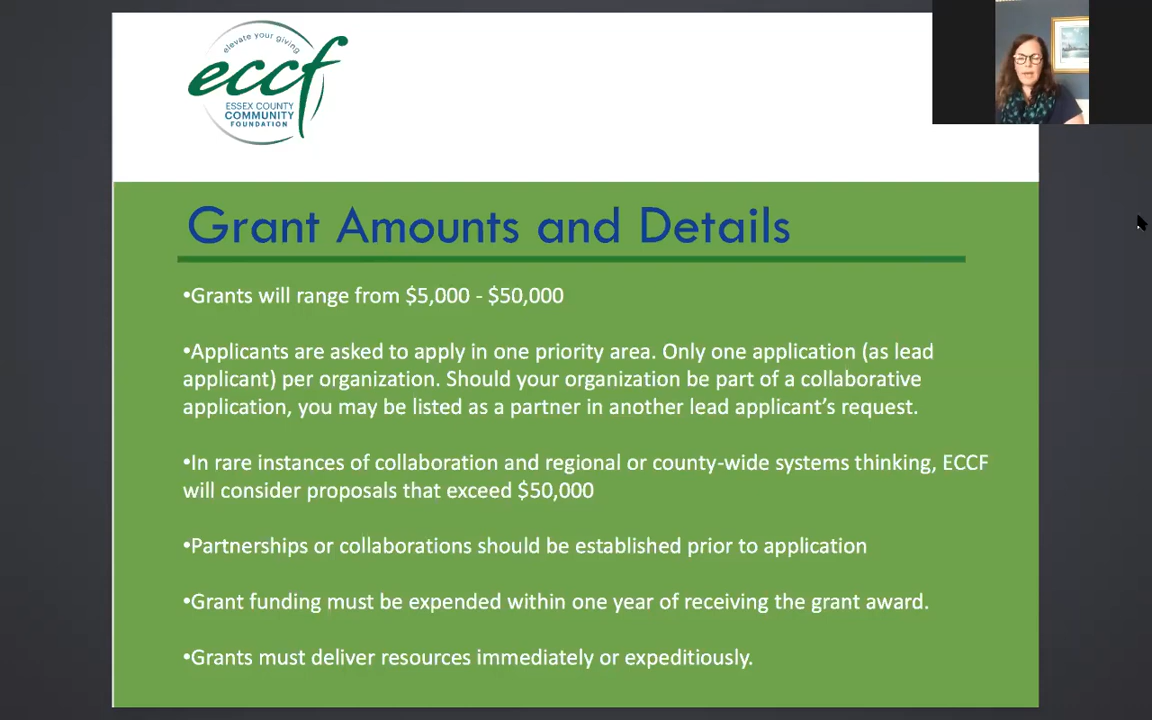 elevate your giving
eccf
ESSEX COUNTY
COMMUNITY
FOUNDATION
Grant Amounts and Details
•Grants will range from $5,000 - $50,000
•Applicants are asked to apply in one priority area. Only one application (as lead
applicant) per organization. Should your organization be part of a collaborative
application, you may be listed as a partner in another lead applicant's request.
•In rare instances of collaboration and regional or county-wide systems thinking, ECCF
will consider proposals that exceed $50,000
•Partnerships or collaborations should be established prior to application
•Grant funding must be expended within one year of receiving the grant award.
•Grants must deliver resources immediately or expeditiously.